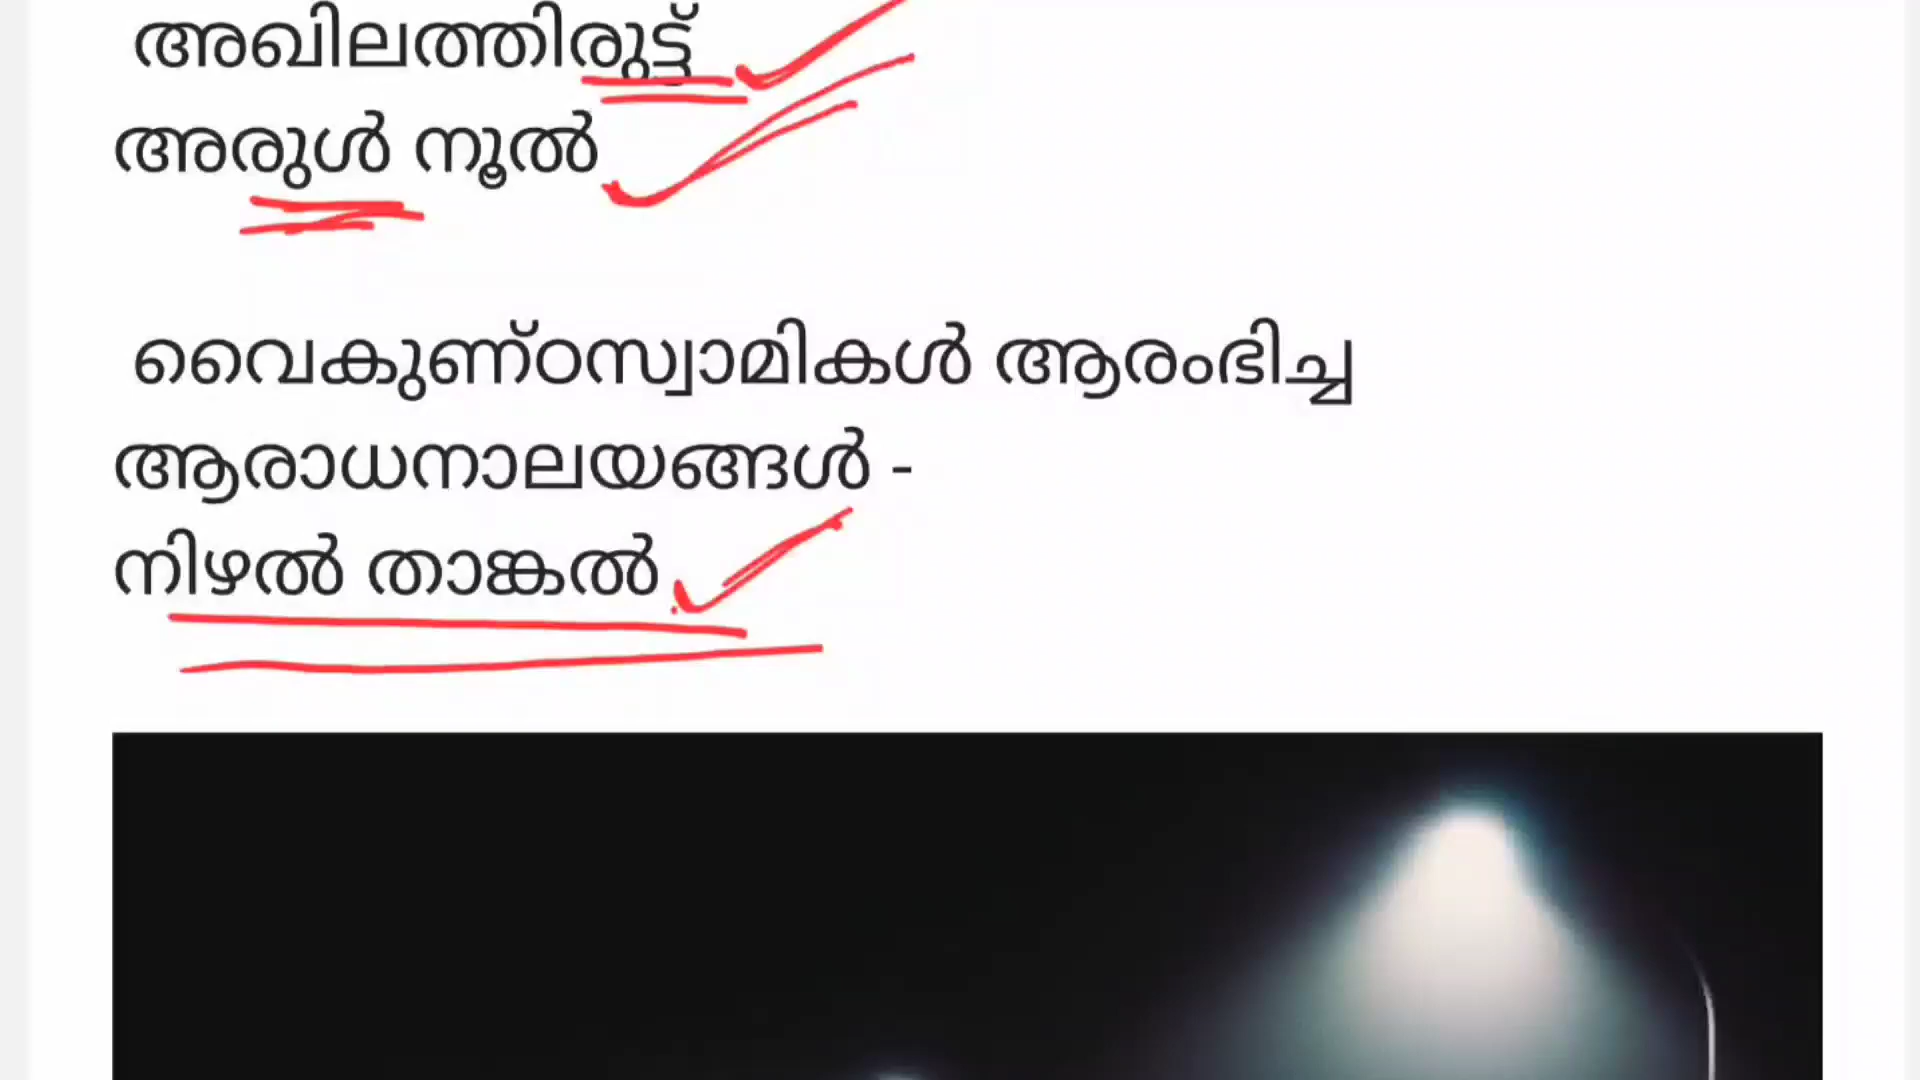 അഖിലത്തിരുട്ട്
അരുൾ നൂൽ
വൈകുണ്ഠസ്വാമികൾ ആരംഭിച്ച
ആരാധനാലയങ്ങൾ -
നിഴൽ താങ്കൽ